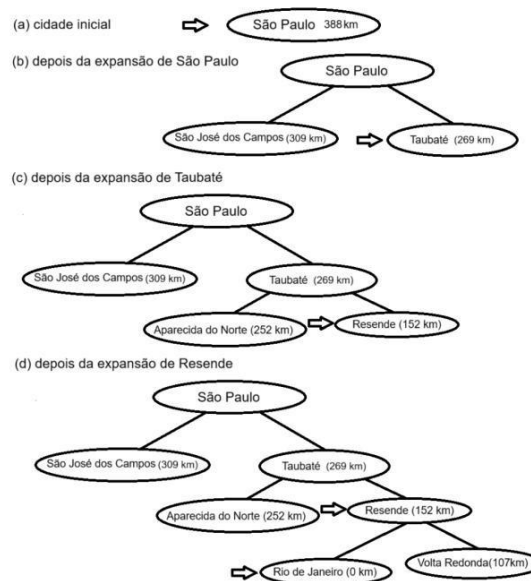 (a) cidade inicial
São Paulo 388km
(b) depois da expansão de São Paulo
São Paulo
São José dos Campos (309 km)
Taubaté (269 km)
(c) depois da expansão de Taubaté
São Paulo
São José dos Campos (309 km)
Taubaté (269 km)
Aparecida do Norte (252 km)
Resende (152 km)
(d) depois da expansão de Resende
São Paulo
São José dos Campos (309 km)
Taubaté (269 km)
Aparecida do Norte (252 km)
Resende (152 km)
Rio de Janeiro (0 km)
Volta Redonda(107km)